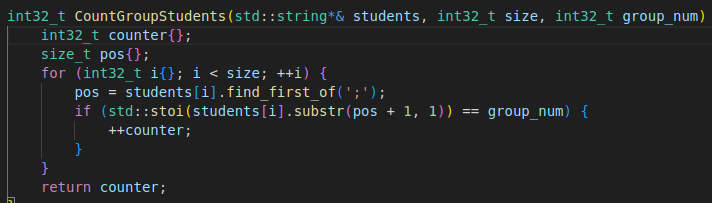 int32_t CountGroupStudents(std::string*& students, int32_t size, int32_t group_num)
    int32_t counter{};
    size_t pos{};
    for (int32_t i{}; i < size; ++i) {
        pos = students[i].find_first_of(';');
        if (std::stoi(students[i].substr(pos + 1, 1)) == group_num) {
            ++counter;
        }
    }
    return counter;
}